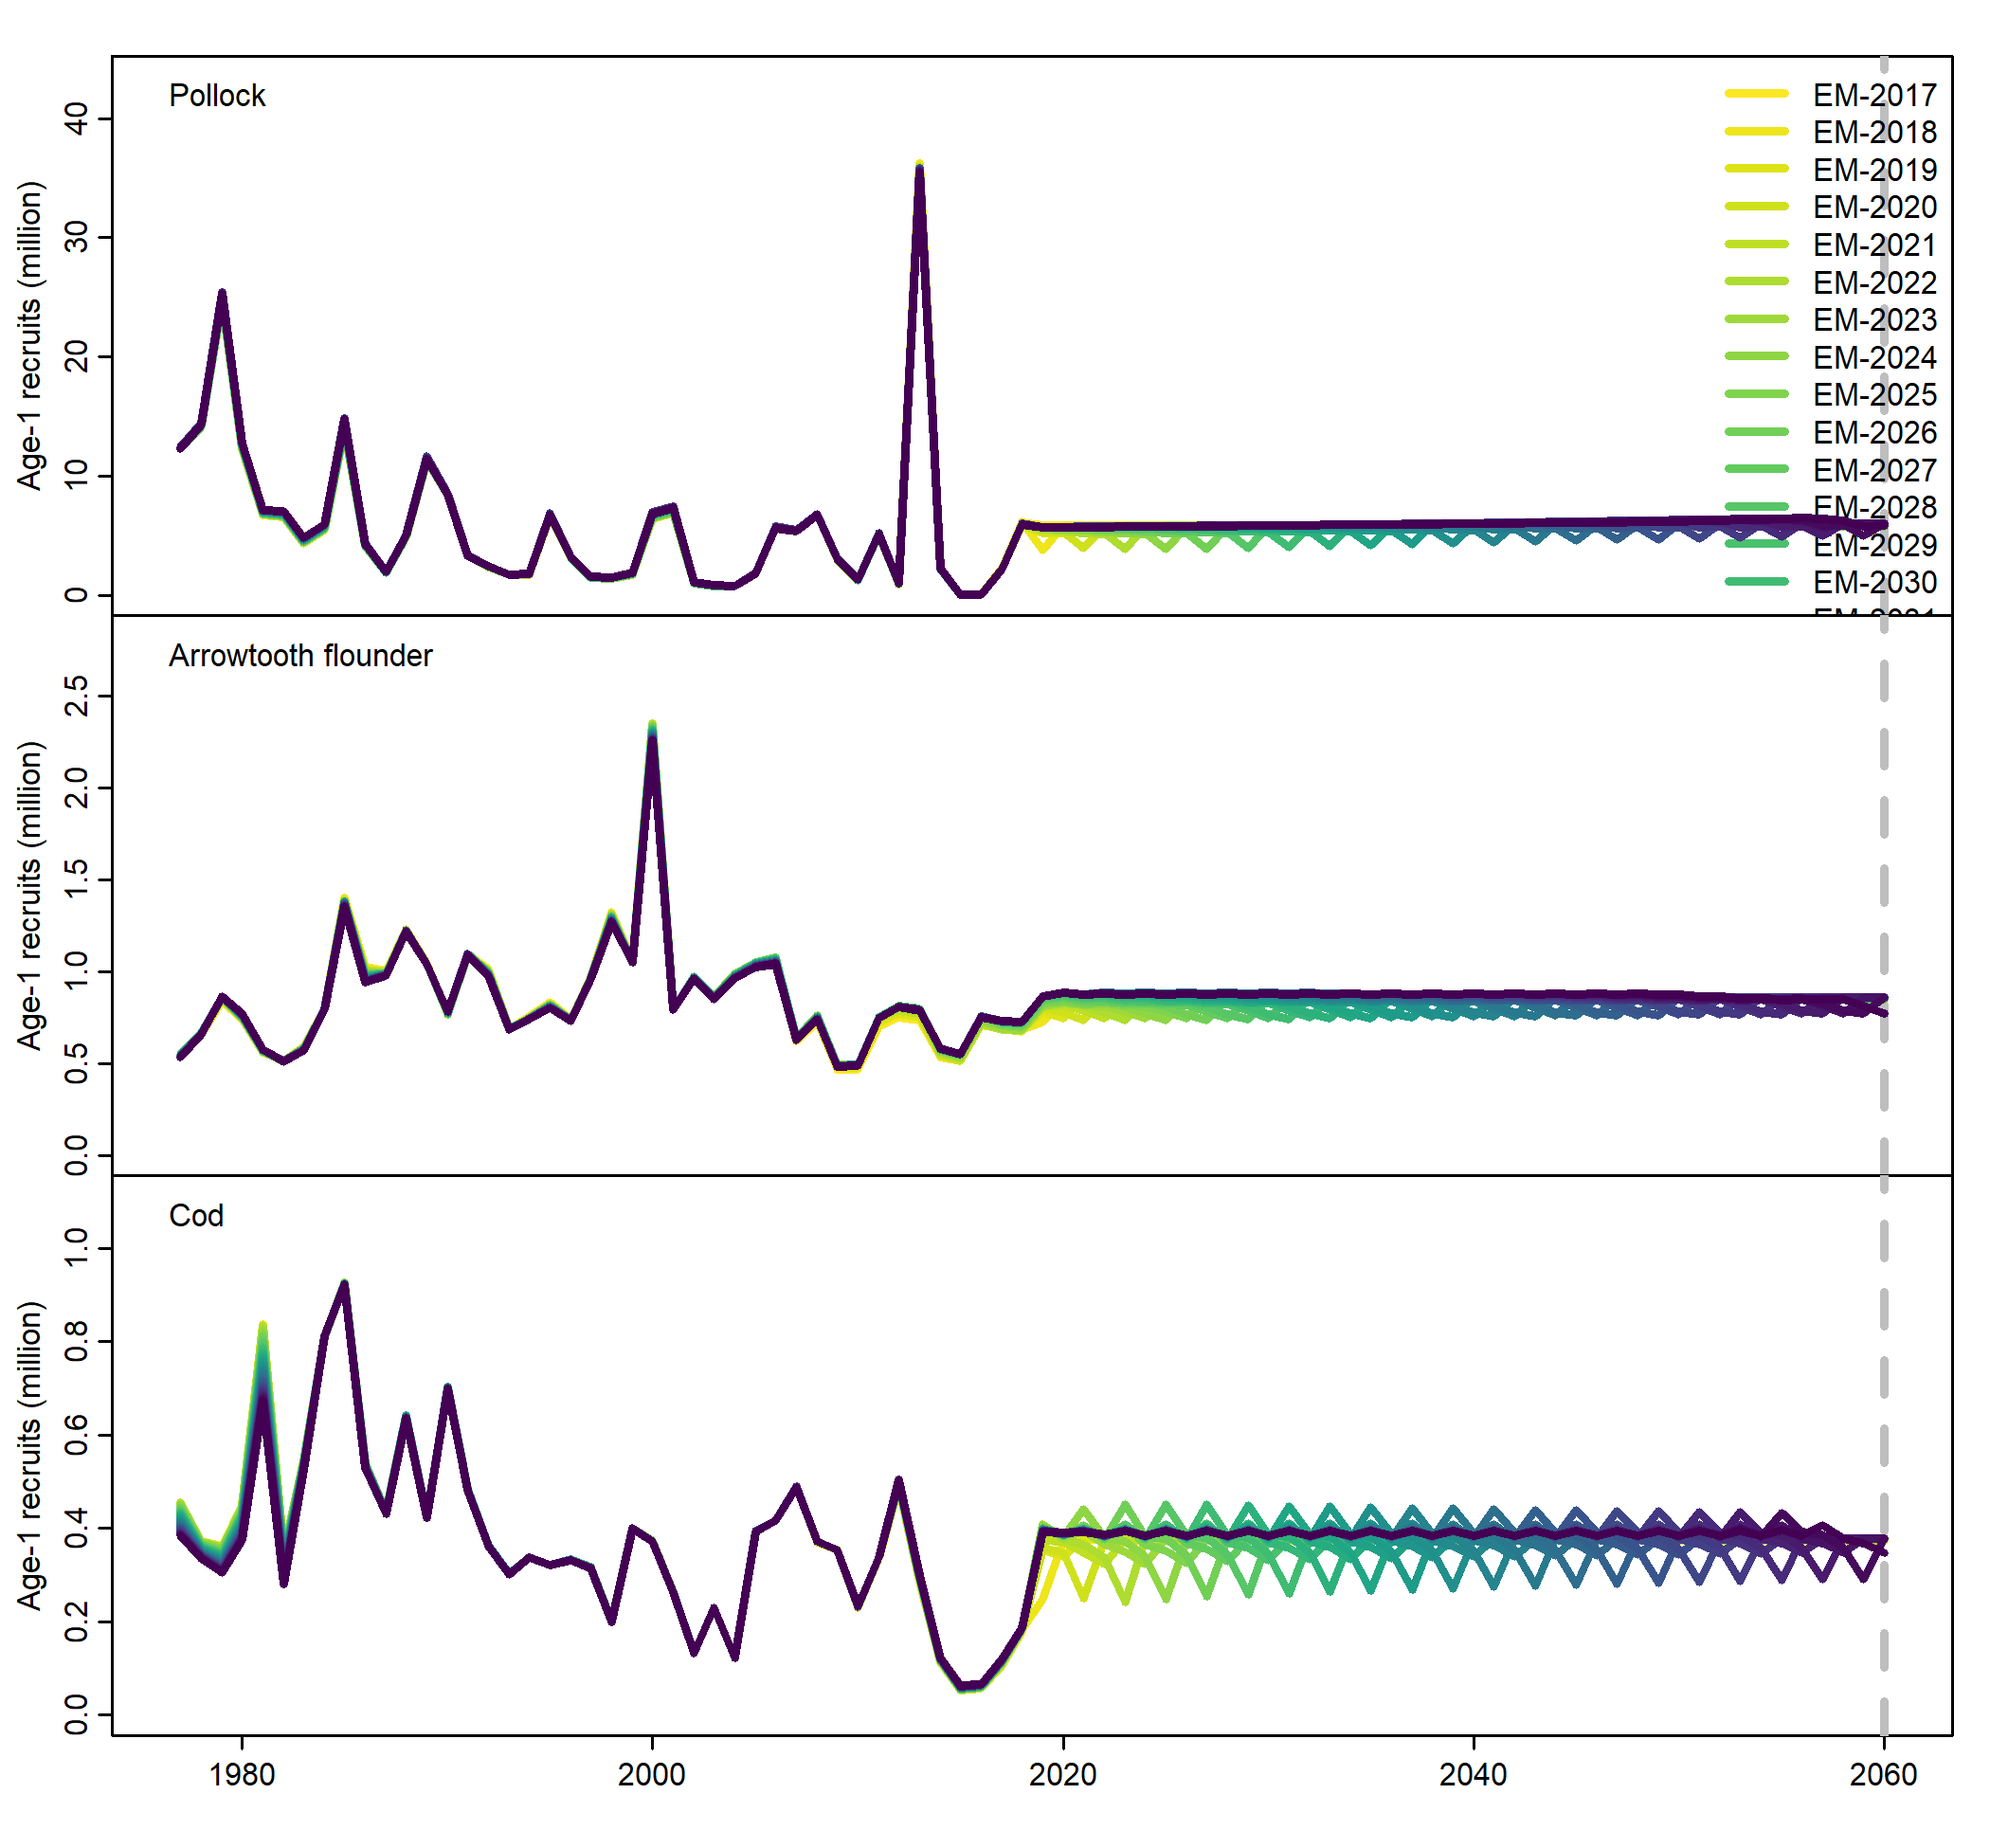 Pollock
Age-1 recruits (million)
40
30
20
10
0
EM-2017
EM-2018
EM-2019
EM-2020
EM-2021
EM-2022
EM-2023
EM-2024
EM-2025
EM-2026
EM-2027
EM-2028
EM-2029
EM-2030
Arrowtooth flounder
Age-1 recruits (million)
2.5
2.0
1.5
1.0
0.5
0.0
Cod
Age-1 recruits (million)
1.0
0.8
0.6
0.4
0.2
0.0
1980 2000 2020 2040 2060